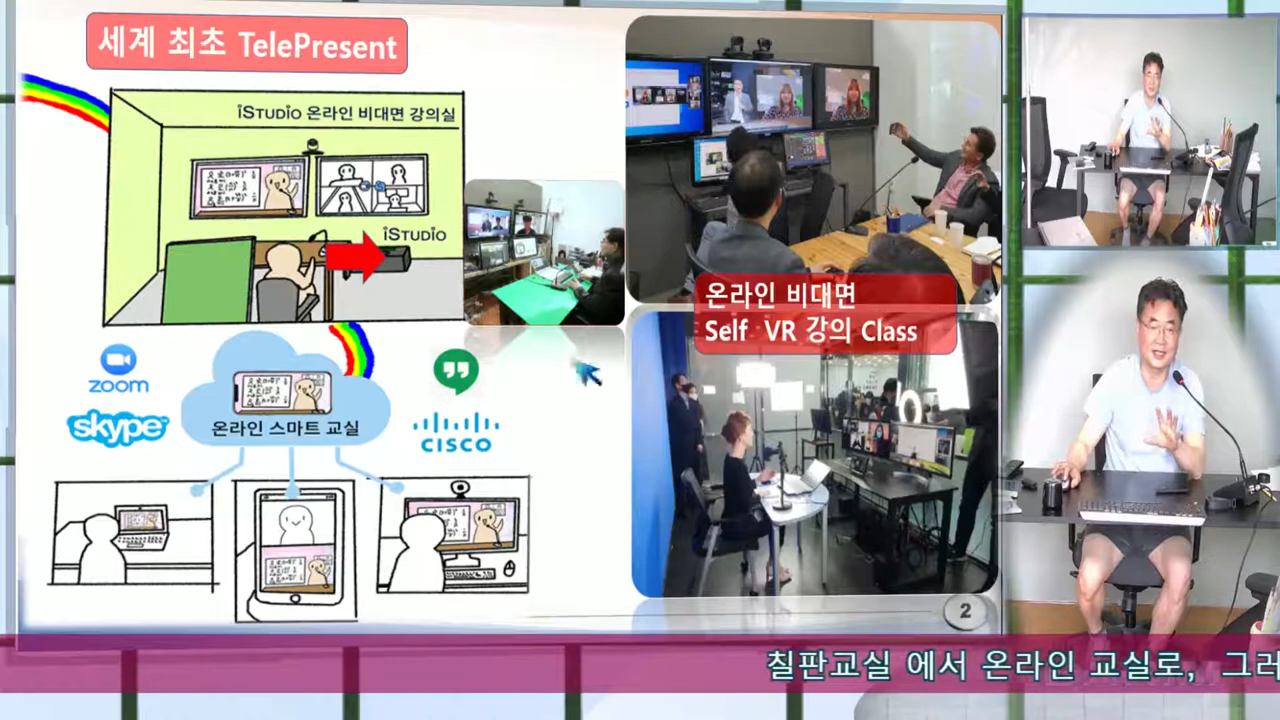 세계 최초 TelePresent
iSTUDiO 온라인 비대면 강의실
iSTUDiO
온라인 비대면
Self VR 강의 Class
zoom
skype
온라인 스마트 교실
CISCO
2
칠판교실 에서 온라인 교실로, 그러